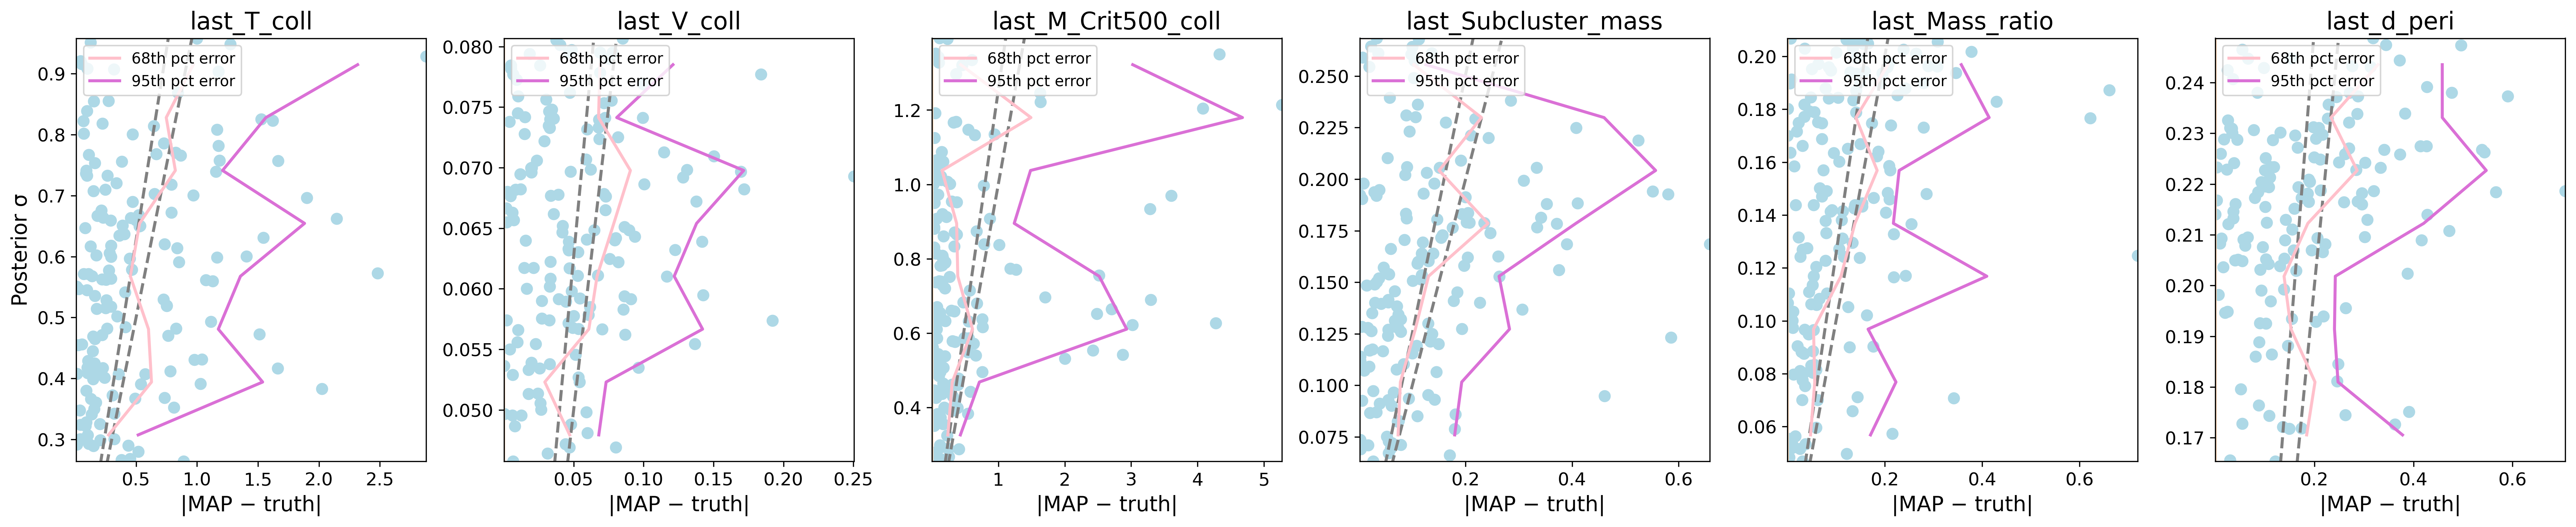 last_T_coll
68th pct error
95th pct error
Posterior σ
0.9
0.8
0.7
0.6
0.5
0.4
0.3
0.5
1.0
1.5
2.0
2.5
|MAP − truth|
last_V_coll
68th pct error
95th pct error
0.080
0.075
0.070
0.065
0.060
0.055
0.050
0.05
0.10
0.15
0.20
0.25
|MAP − truth|
last_M_Crit500_coll
68th pct error
95th pct error
1.2
1.0
0.8
0.6
0.4
1
2
3
4
5
|MAP − truth|
last_Subcluster_mass
68th pct error
95th pct error
0.250
0.225
0.200
0.175
0.150
0.125
0.100
0.075
0.2
0.4
0.6
|MAP − truth|
last_Mass_ratio
68th pct error
95th pct error
0.20
0.18
0.16
0.14
0.12
0.10
0.08
0.06
0.2
0.4
0.6
|MAP − truth|
last_d_peri
68th pct error
95th pct error
0.24
0.23
0.22
0.21
0.20
0.19
0.18
0.17
0.2
0.4
0.6
|MAP − truth|